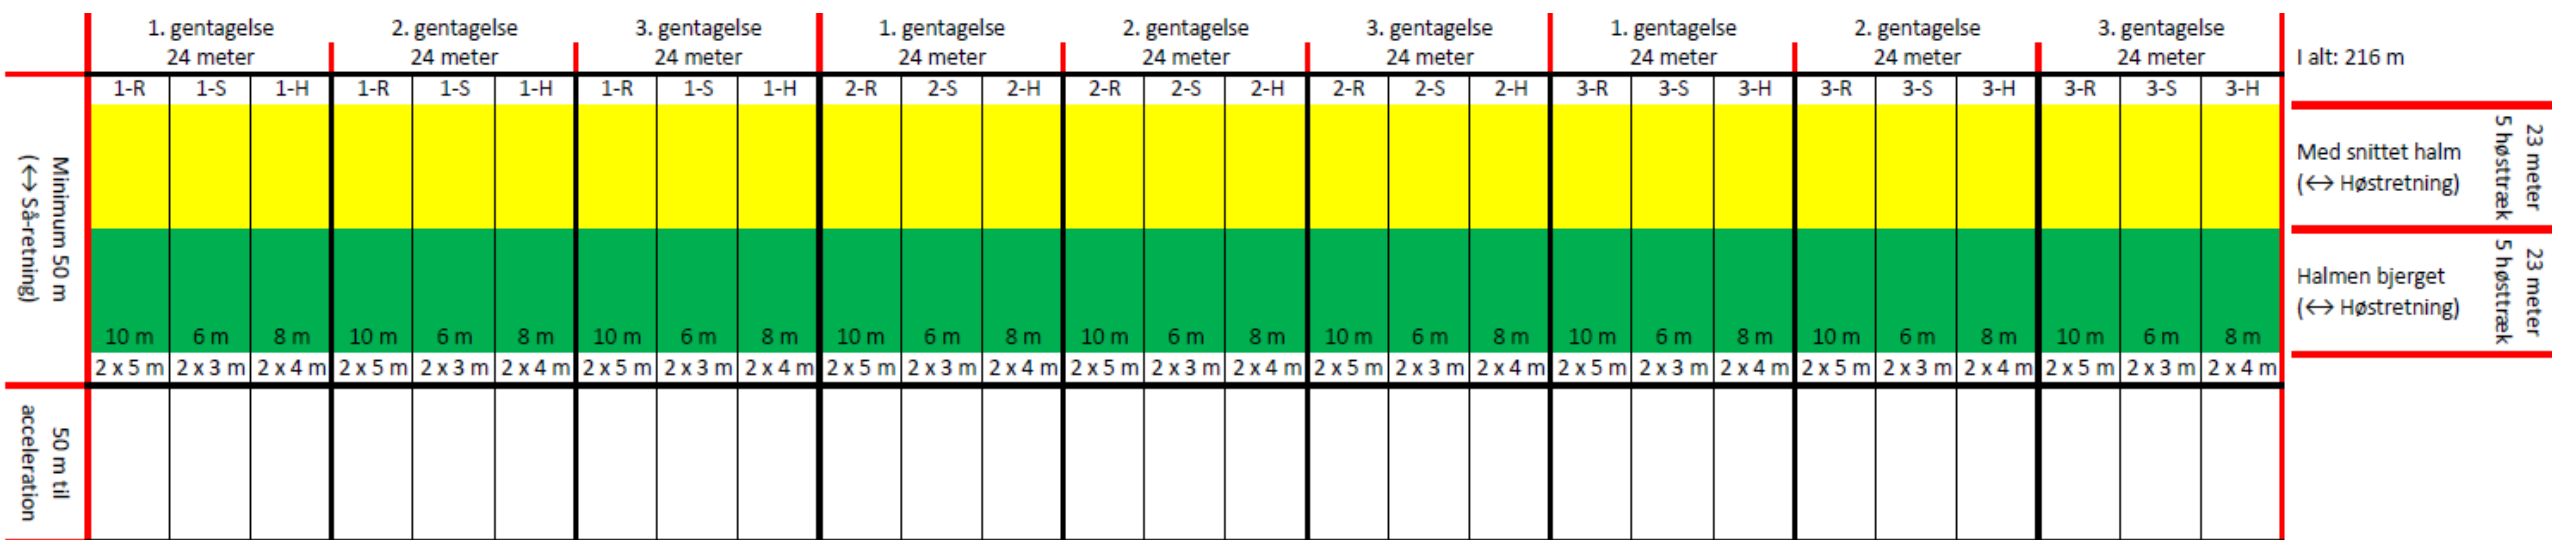 1. gentagelse 2. gentagelse 3. gentagelse 1. gentagelse 2. gentagelse 3. gentagelse 1. gentagelse 2. gentagelse 3. gentagelse
24 meter 24 meter 24 meter 24 meter 24 meter 24 meter 24 meter 24 meter 24 meter
I alt: 216 m
1-R 1-S 1-H 1-R 1-S 1-H 1-R 1-S 1-H 2-R 2-S 2-H 2-R 2-S 2-H 2-R 2-S 2-H 3-R 3-S 3-H 3-R 3-S 3-H 3-R 3-S 3-H
Minimum 50 m
(↔ Så-retning)
Med snittet halm
(↔ Høstretning)
23 meter
5 høsttræk
Halmen bjerget
(↔ Høstretning)
23 meter
5 høsttræk
10 m 6 m 8 m 10 m 6 m 8 m 10 m 6 m 8 m 10 m 6 m 8 m 10 m 6 m 8 m 10 m 6 m 8 m 10 m 6 m 8 m 10 m 6 m 8 m 10 m 6 m 8 m
2 x 5 m 2 x 3 m 2 x 4 m 2 x 5 m 2 x 3 m 2 x 4 m 2 x 5 m 2 x 3 m 2 x 4 m 2 x 5 m 2 x 3 m 2 x 4 m 2 x 5 m 2 x 3 m 2 x 4 m 2 x 5 m 2 x 3 m 2 x 4 m 2 x 5 m 2 x 3 m 2 x 4 m 2 x 5 m 2 x 3 m 2 x 4 m 2 x 5 m 2 x 3 m 2 x 4 m
50 m til
acceleration